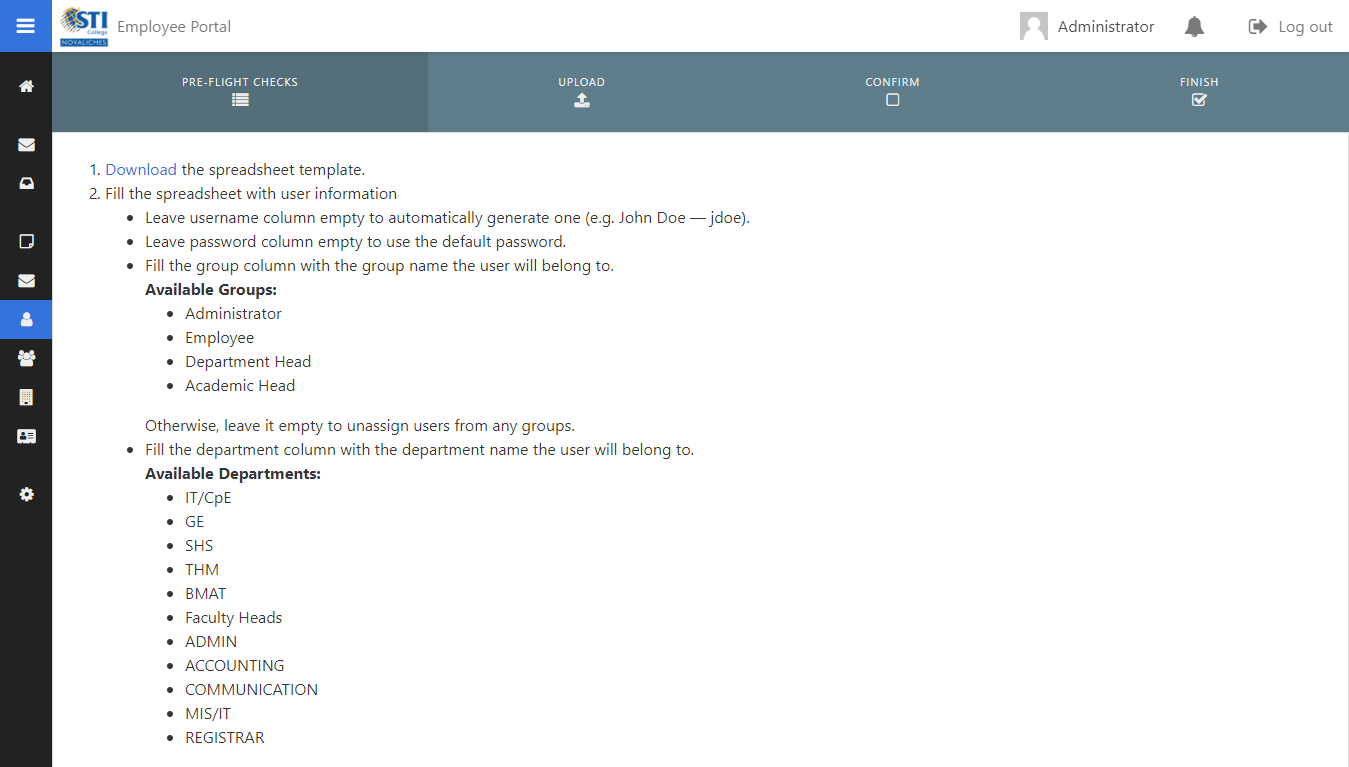 STI
College
NOVALICHES
Employee Portal
Administrator
Log out
PRE-FLIGHT CHECKS
UPLOAD
CONFIRM
FINISH
1. Download the spreadsheet template.
2. Fill the spreadsheet with user information
• Leave username column empty to automatically generate one (e.g. John Doe — jdoe).
• Leave password column empty to use the default password.
• Fill the group column with the group name the user will belong to.
Available Groups:
• Administrator
• Employee
• Department Head
• Academic Head
Otherwise, leave it empty to unassign users from any groups.
• Fill the department column with the department name the user will belong to.
Available Departments:
• IT/CpE
• GE
• SHS
• THM
• BMAT
• Faculty Heads
• ADMIN
• ACCOUNTING
• COMMUNICATION
• MIS/IT
• REGISTRAR